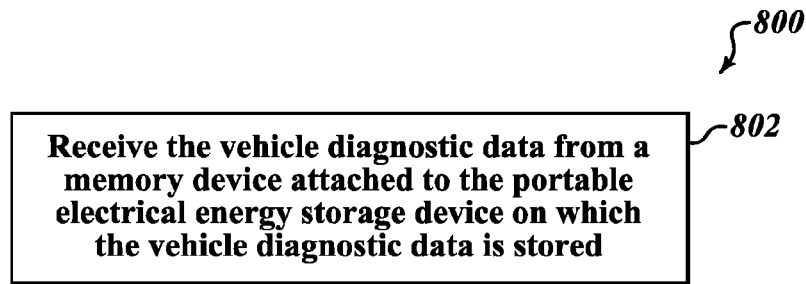 800
802
Receive the vehicle diagnostic data from a
memory device attached to the portable
electrical energy storage device on which
the vehicle diagnostic data is stored